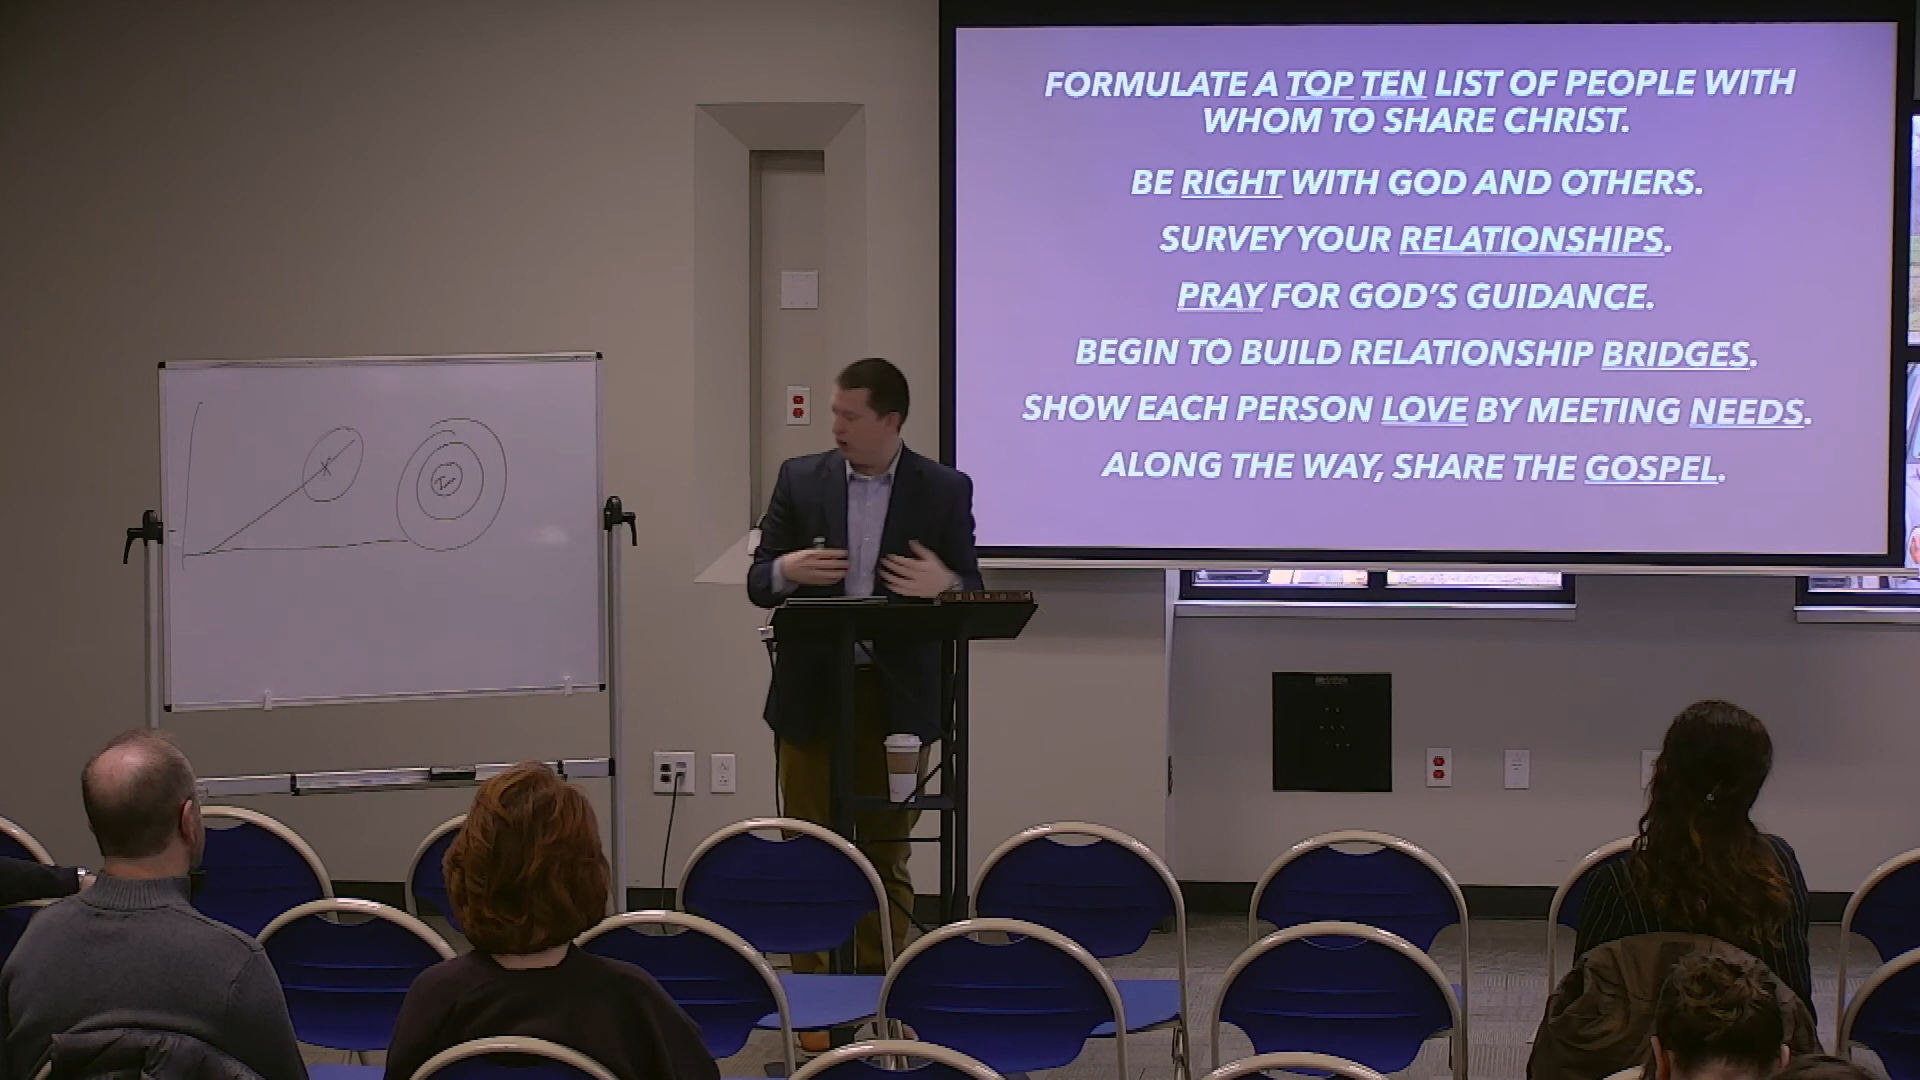 FORMULATE A TOP TEN LIST OF PEOPLE WITH
WHOM TO SHARE CHRIST.
BE RIGHT WITH GOD AND OTHERS.
SURVEY YOUR RELATIONSHIPS.
PRAY FOR GOD'S GUIDANCE.
BEGIN TO BUILD RELATIONSHIP BRIDGES.
SHOW EACH PERSON LOVE BY MEETING NEEDS.
ALONG THE WAY, SHARE THE GOSPEL.